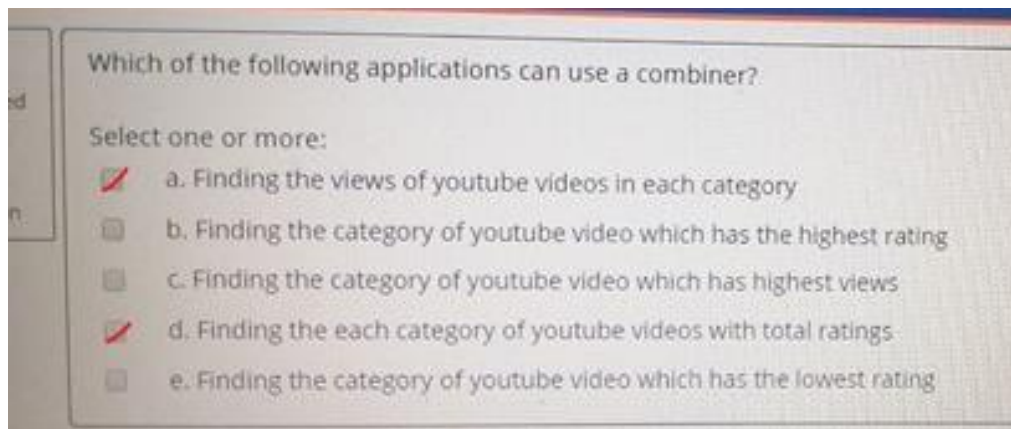 Which of the following applications can use a combiner?
ed
Select one or more:
a. Finding the views of youtube videos in each category
n
b. Finding the category of youtube video which has the highest rating
c. Finding the category of youtube video which has highest views
d. Finding the each category of youtube videos with total ratings
e. Finding the category of youtube video which has the lowest rating